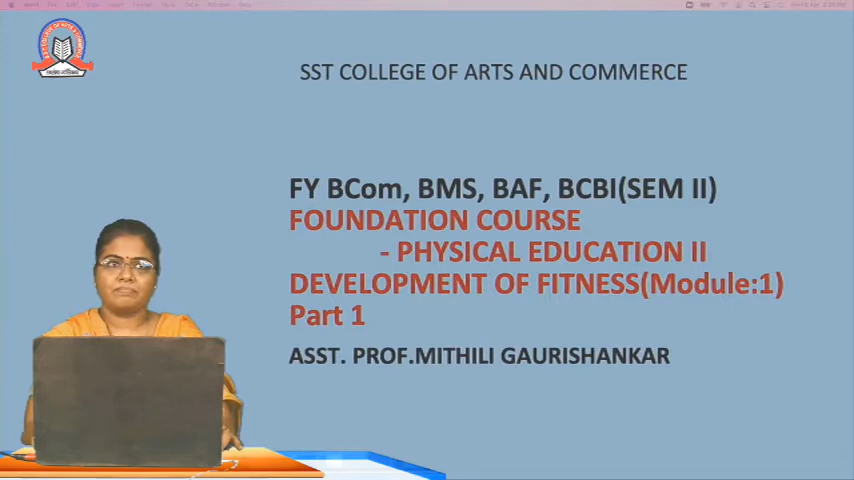 SST COLLEGE OF ARTS AND COMMERCE
FY BCom, BMS, BAF, BCBI(SEM II)
FOUNDATION COURSE
- PHYSICAL EDUCATION II
DEVELOPMENT OF FITNESS(Module:1)
Part 1
ASST. PROF.MITHILI GAURISHANKAR